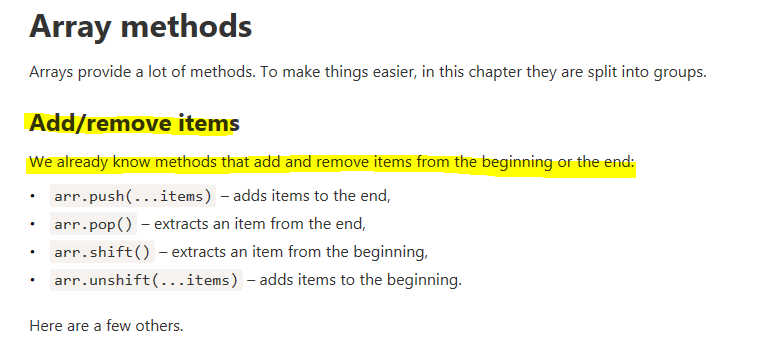 Array methods
Arrays provide a lot of methods. To make things easier, in this chapter they are split into groups.
Add/remove items
We already know methods that add and remove items from the beginning or the end:
• arr.push(...items) – adds items to the end,
• arr.pop() – extracts an item from the end,
• arr.shift() – extracts an item from the beginning,
• arr.unshift(...items) – adds items to the beginning.
Here are a few others.